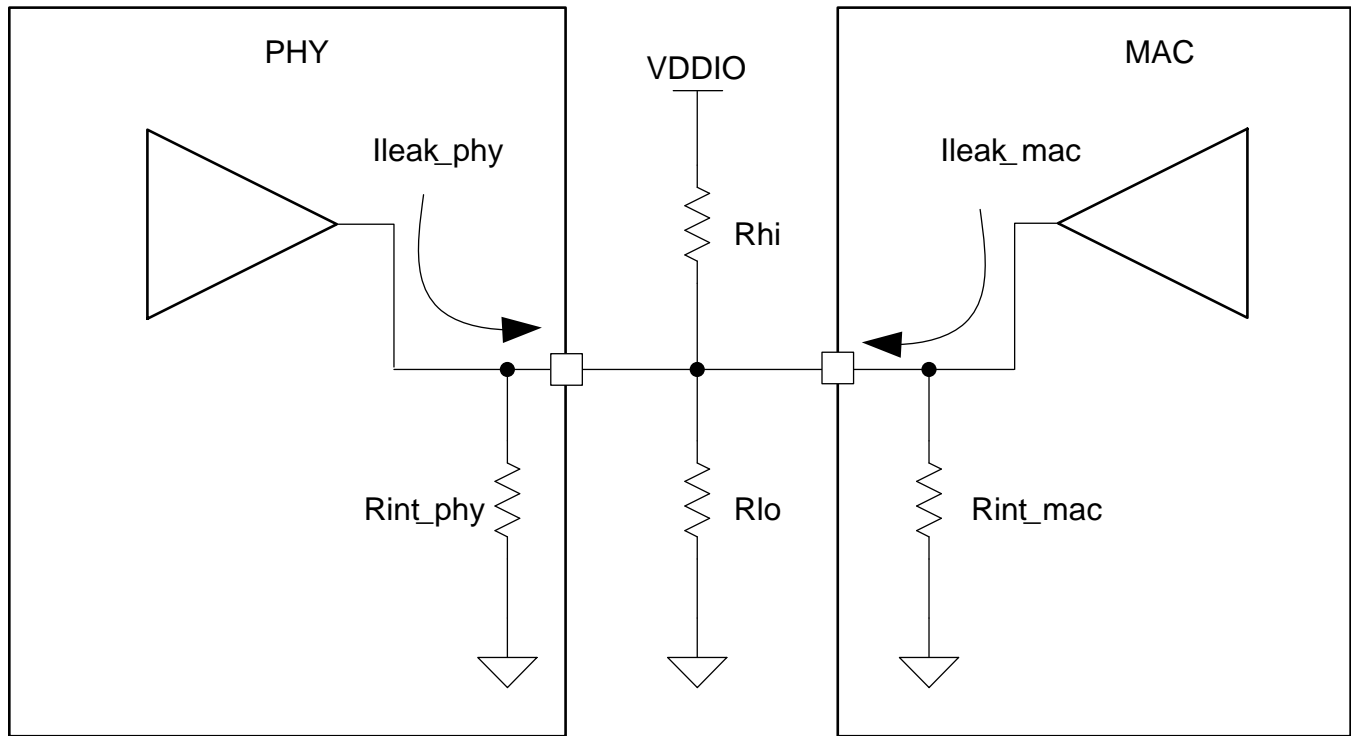 PHY
MAC
VDDIO
Ileak_phy
Ileak_mac
Rhi
Rint_phy
Rlo
Rint_mac